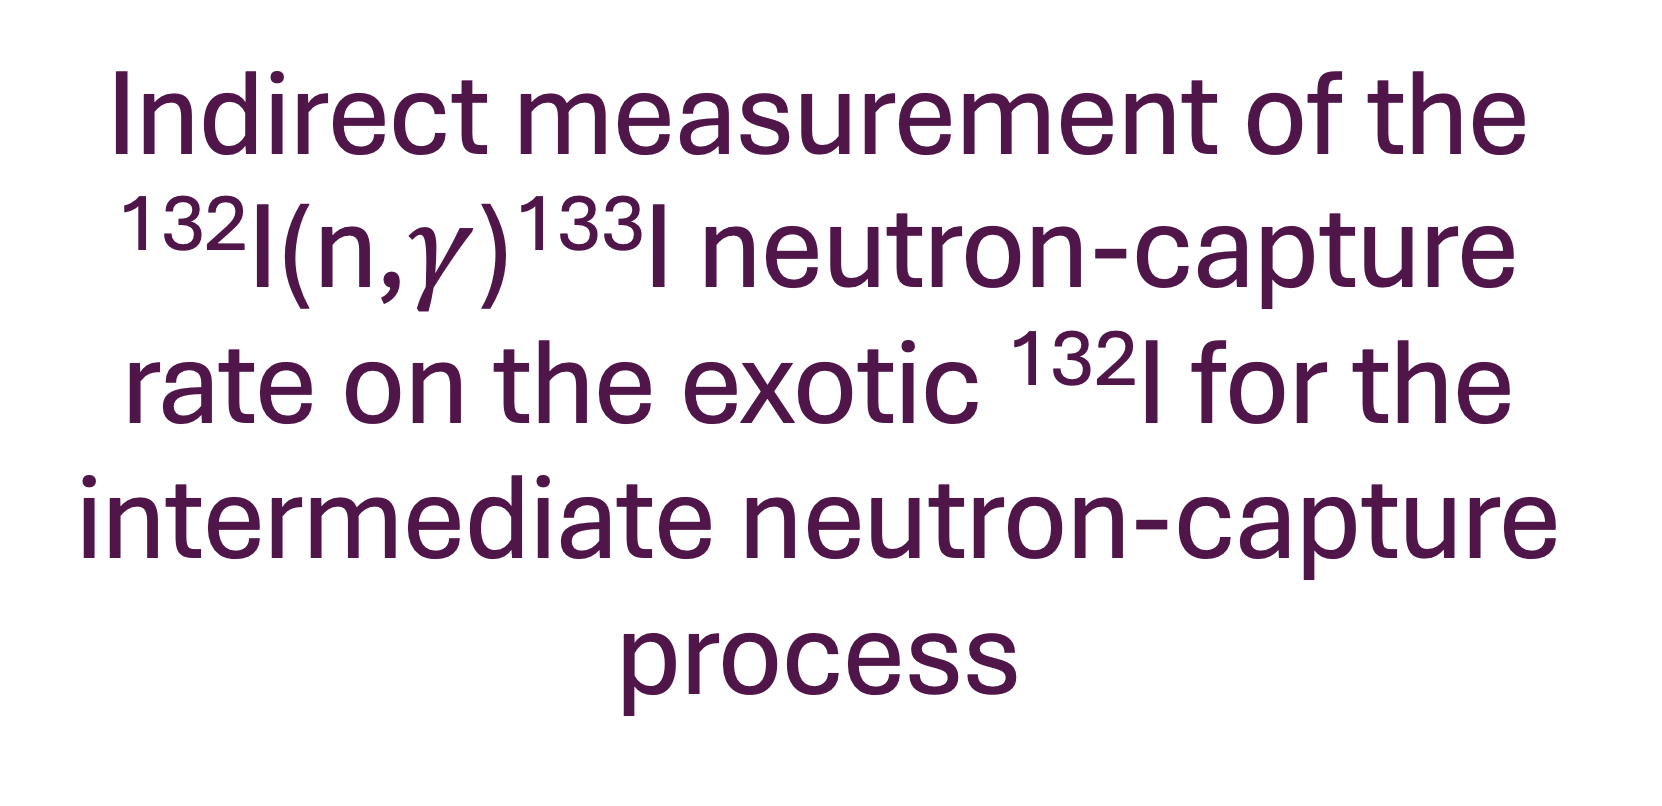 Indirect measurement of the
¹³²I(n,γ)¹³³I neutron-capture
rate on the exotic ¹³²I for the
intermediate neutron-capture
process